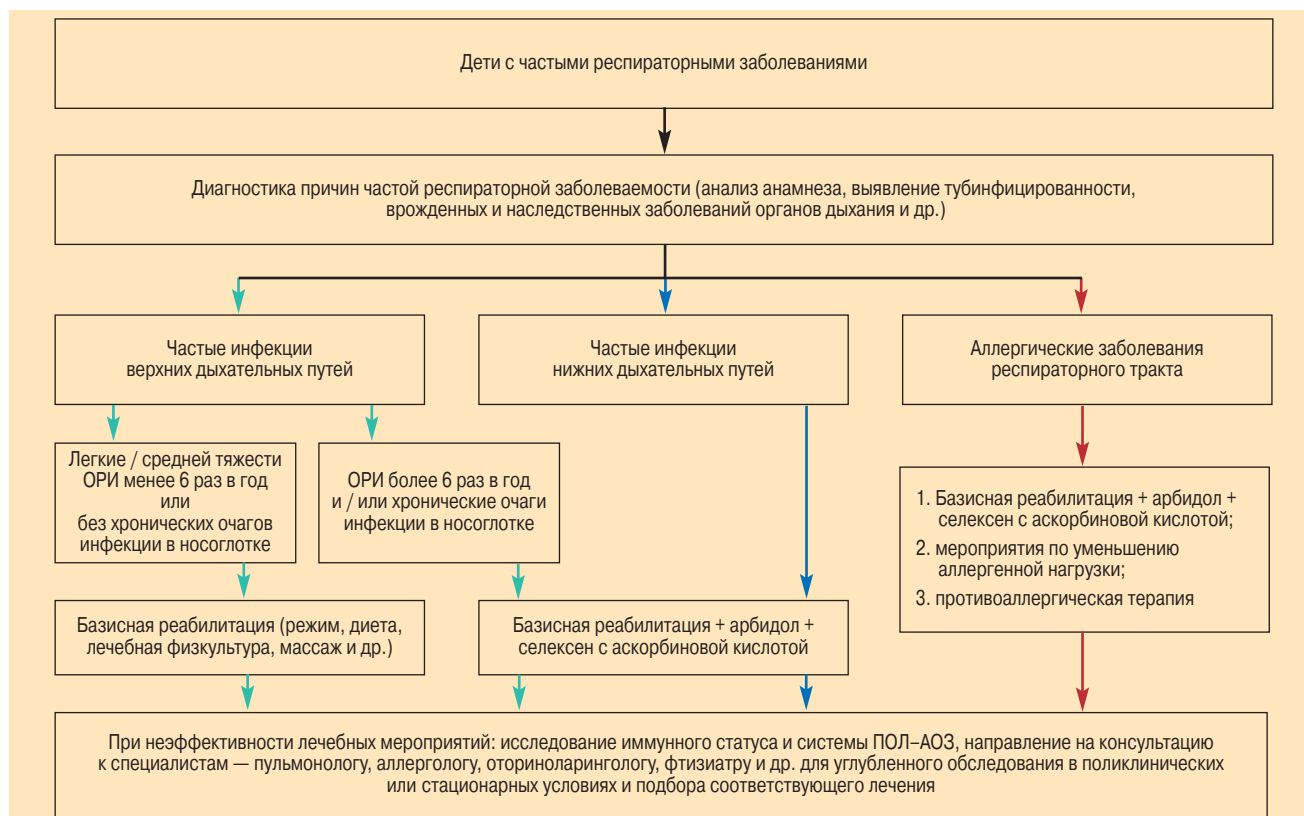 Дети с частыми респираторными заболеваниями
Диагностика причин частой респираторной заболеваемости (анализ анамнеза, выявление тубинфицированности,
врожденных и наследственных заболеваний органов дыхания и др.)
Частые инфекции
верхних дыхательных путей
Частые инфекции
нижних дыхательных путей
Аллергические заболевания
респираторного тракта
Легкие / средней тяжести
ОРИ менее 6 раз в год
или
без хронических очагов
инфекции в носоглотке
ОРИ более 6 раз в год
и / или хронические очаги
инфекции в носоглотке
1. Базисная реабилитация + арбидол +
селексен с аскорбиновой кислотой;
2. мероприятия по уменьшению
аллергенной нагрузки;
3. противоаллергическая терапия
Базисная реабилитация (режим, диета,
лечебная физкультура, массаж и др.)
Базисная реабилитация + арбидол +
селексен с аскорбиновой кислотой
При неэффективности лечебных мероприятий: исследование иммунного статуса и системы ПОЛ–АОЗ, направление на консультацию
к специалистам — пульмонологу, аллергологу, оториноларингологу, фтизиатру и др. для углубленного обследования в поликлинических
или стационарных условиях и подбора соответствующего лечения